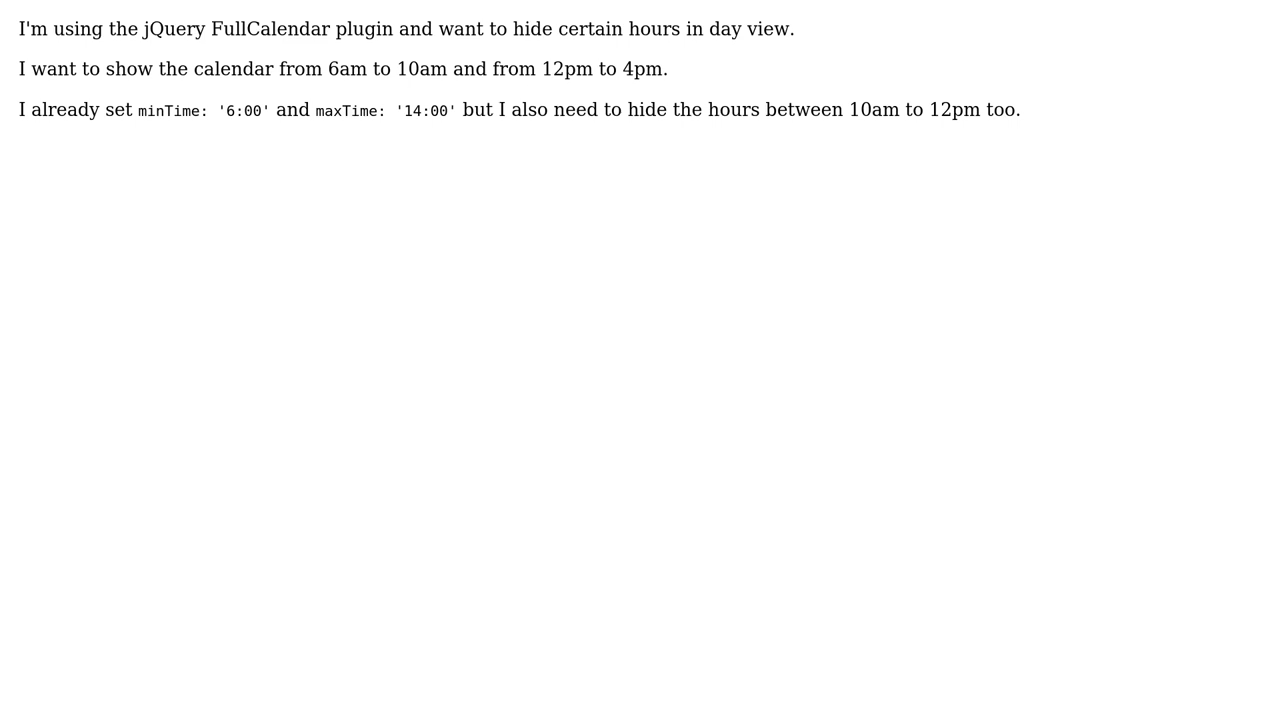 I'm using the jQuery FullCalendar plugin and want to hide certain hours in day view.
I want to show the calendar from 6am to 10am and from 12pm to 4pm.
I already set minTime: '6:00' and maxTime: '14:00' but I also need to hide the hours between 10am to 12pm too.